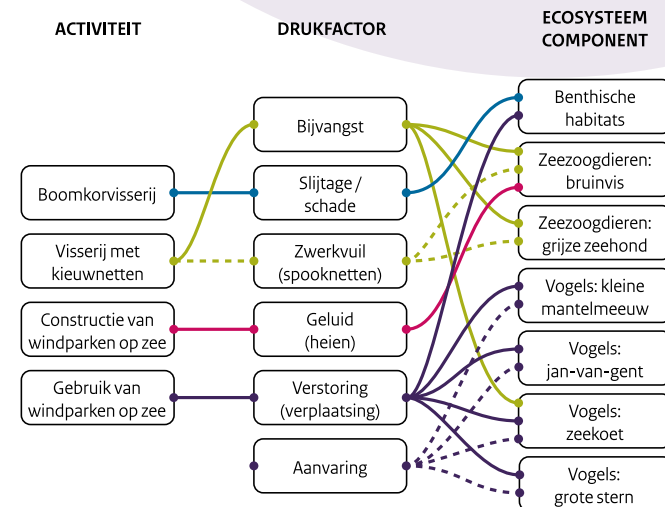 ACTIVITEIT
DRUKFACTOR
ECOSYSTEEM
COMPONENT
Boomkorvisserij
Visserij met
kieuwnetten
Constructie van
windparken op zee
Gebruik van
windparken op zee
Bijvangst
Slijtage /
schade
Zwerkvuil
(spooknetten)
Geluid
(heien)
Verstoring
(verplaatsing)
Aanvaring
Benthische
habitats
Zeezoogdieren:
bruinvis
Zeezoogdieren:
grijze zeehond
Vogels: kleine
mantelmeeuw
Vogels:
jan-van-gent
Vogels:
zeekoet
Vogels:
grote stern